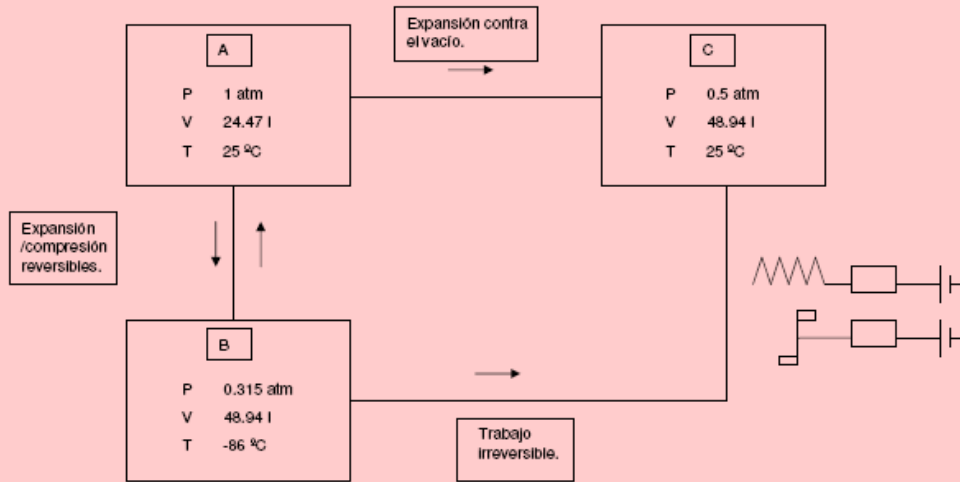 Expansión contra
el vacío.
A
P 1 atm
V 24.47 l
T 25 ºC
C
P 0.5 atm
V 48.94 l
T 25 ºC
Expansión
/compresión
reversibles.
B
P 0.315 atm
V 48.94 l
T -86 ºC
Trabajo
irreversible.